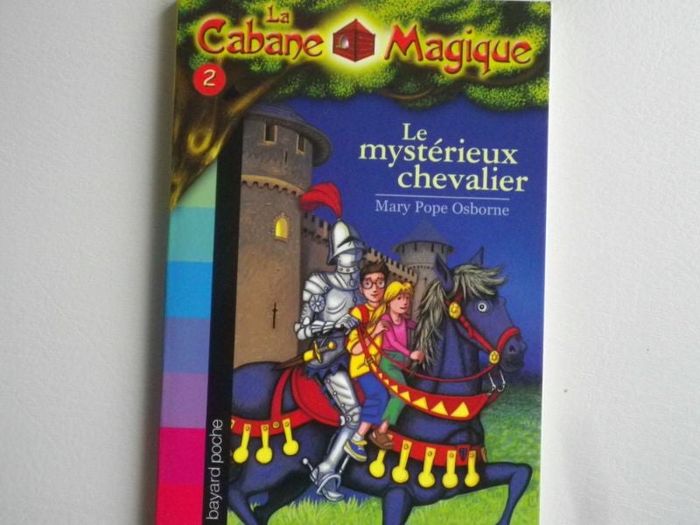 La
Cabane Magique
2
Le
mystérieux
chevalier
Mary Pope Osborne
bayard poche